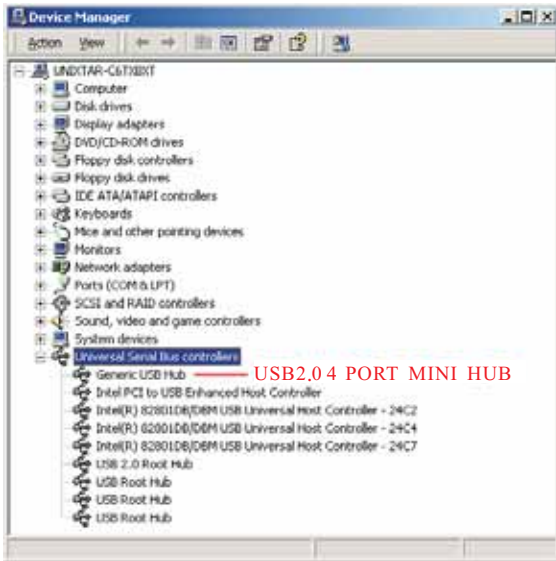 Device Manager
Action View
UNIXTAR-C6TXBXT
Computer
Disk drives
Display adapters
DVD/CD-ROM drives
Floppy disk controllers
Floppy disk drives
IDE ATA/ATAPI controllers
Keyboards
Mice and other pointing devices
Monitors
Network adapters
Ports (COM & LPT)
SCSI and RAID controllers
Sound, video and game controllers
System devices
Universal Serial Bus controllers
Generic USB Hub USB2,0 4 PORT MINI HUB
Intel PCI to USB Enhanced Host Controller
Intel(R) 82801DB/DBM USB Universal Host Controller - 24C2
Intel(R) 82801DB/DBM USB Universal Host Controller - 24C4
Intel(R) 82801DB/DBM USB Universal Host Controller - 24C7
USB 2.0 Root Hub
USB Root Hub
USB Root Hub
USB Root Hub